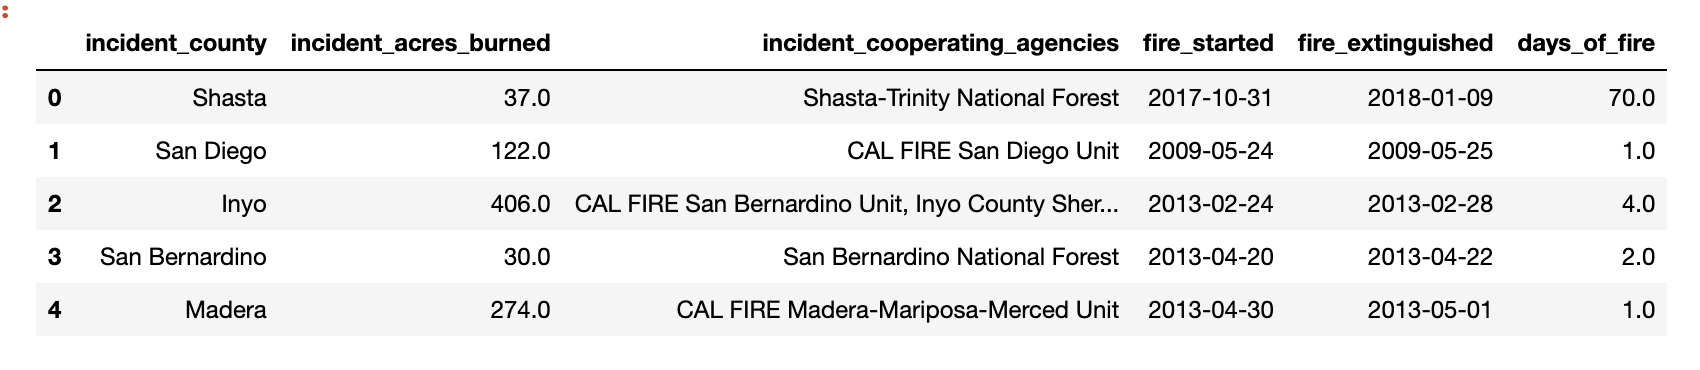 :
incident_county incident_acres_burned incident_cooperating_agencies fire_started fire_extinguished days_of_fire
0 Shasta 37.0 Shasta-Trinity National Forest 2017-10-31 2018-01-09 70.0
1 San Diego 122.0 CAL FIRE San Diego Unit 2009-05-24 2009-05-25 1.0
2 Inyo 406.0 CAL FIRE San Bernardino Unit, Inyo County Sher... 2013-02-24 2013-02-28 4.0
3 San Bernardino 30.0 San Bernardino National Forest 2013-04-20 2013-04-22 2.0
4 Madera 274.0 CAL FIRE Madera-Mariposa-Merced Unit 2013-04-30 2013-05-01 1.0